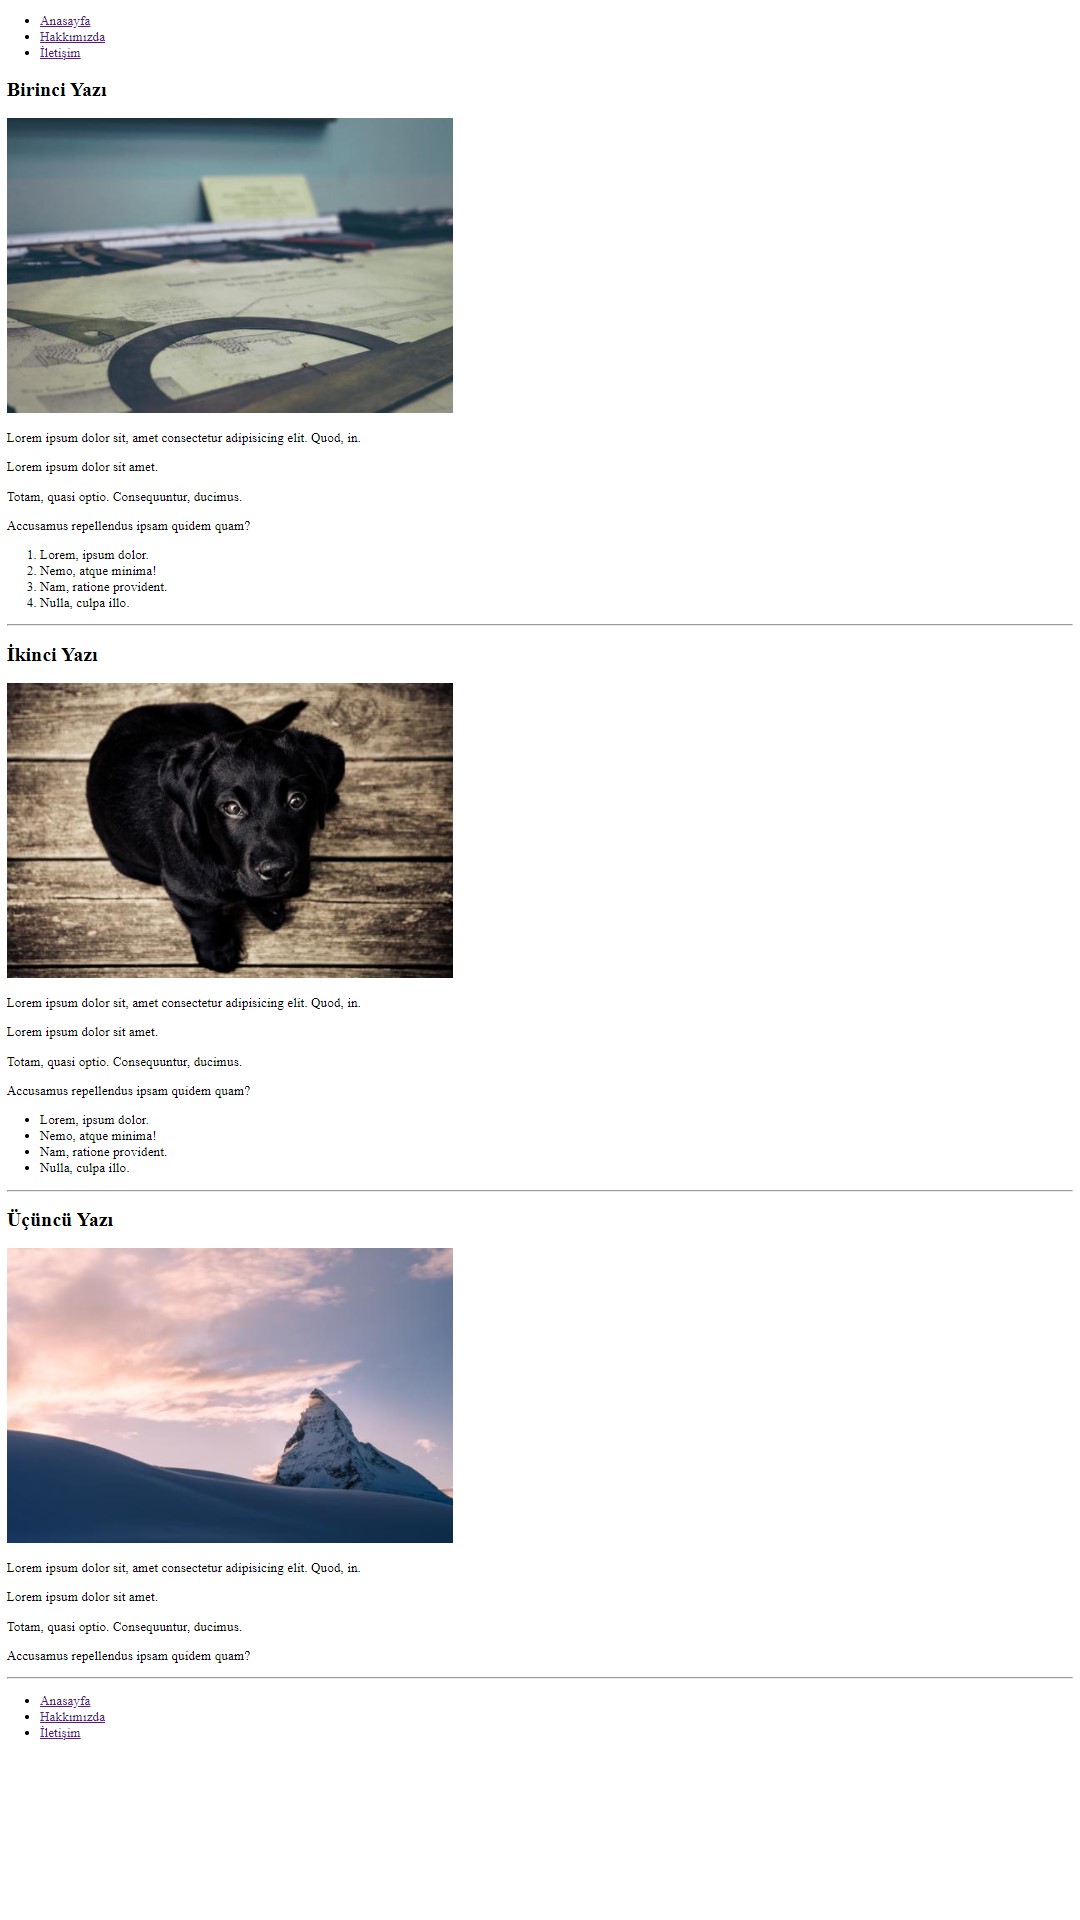 Anasayfa
Hakkımızda
İletişim
Birinci Yazı
Lorem ipsum dolor sit, amet consectetur adipisicing elit. Quod, in.
Lorem ipsum dolor sit amet.
Totam, quasi optio. Consequuntur, ducimus.
Accusamus repellendus ipsam quidem quam?
1. Lorem, ipsum dolor.
2. Nemo, atque minima!
3. Nam, ratione provident.
4. Nulla, culpa illo.
İkinci Yazı
Lorem ipsum dolor sit, amet consectetur adipisicing elit. Quod, in.
Lorem ipsum dolor sit amet.
Totam, quasi optio. Consequuntur, ducimus.
Accusamus repellendus ipsam quidem quam?
Lorem, ipsum dolor.
Nemo, atque minima!
Nam, ratione provident.
Nulla, culpa illo.
Üçüncü Yazı
Lorem ipsum dolor sit, amet consectetur adipisicing elit. Quod, in.
Lorem ipsum dolor sit amet.
Totam, quasi optio. Consequuntur, ducimus.
Accusamus repellendus ipsam quidem quam?
Anasayfa
Hakkımızda
İletişim